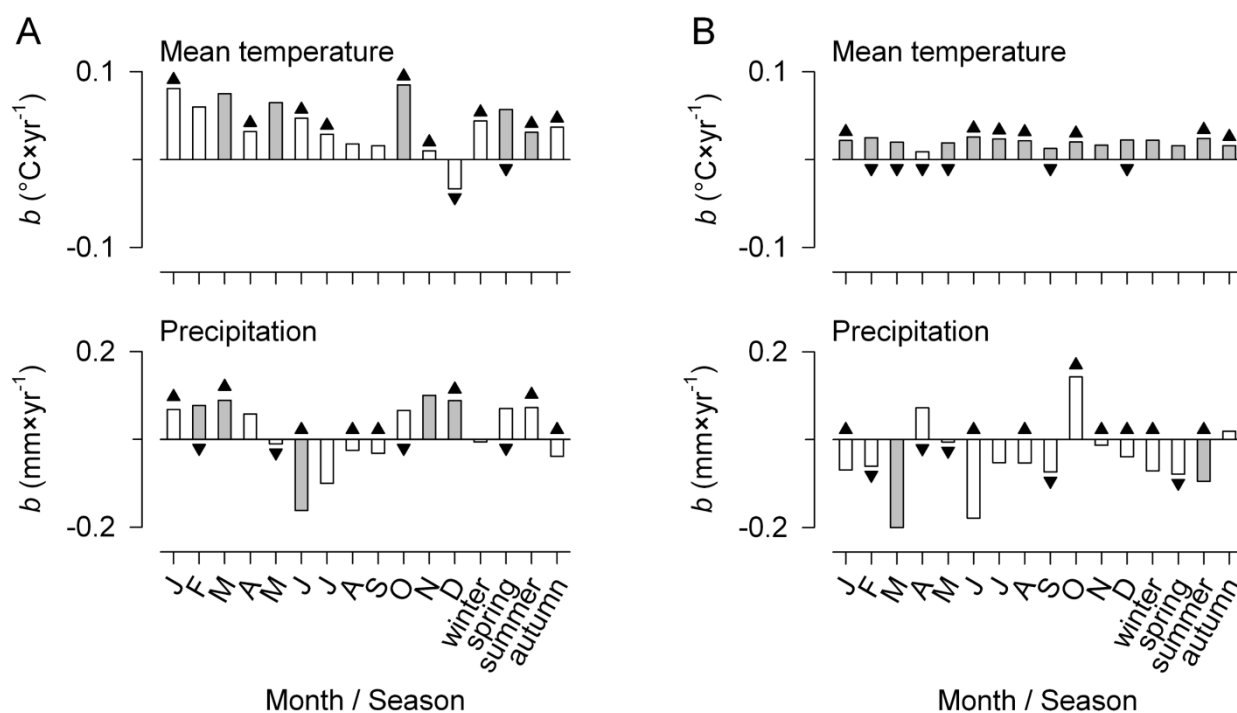 A
Mean temperature
0.1
-0.1
b (°C×yr⁻¹)
Precipitation
0.2
-0.2
b (mm×yr⁻¹)
J F M A M J J A S O N D winter spring summer autumn
Month / Season
B
Mean temperature
0.1
-0.1
b (°C×yr⁻¹)
Precipitation
0.2
-0.2
b (mm×yr⁻¹)
J F M A M J J A S O N D winter spring summer autumn
Month / Season